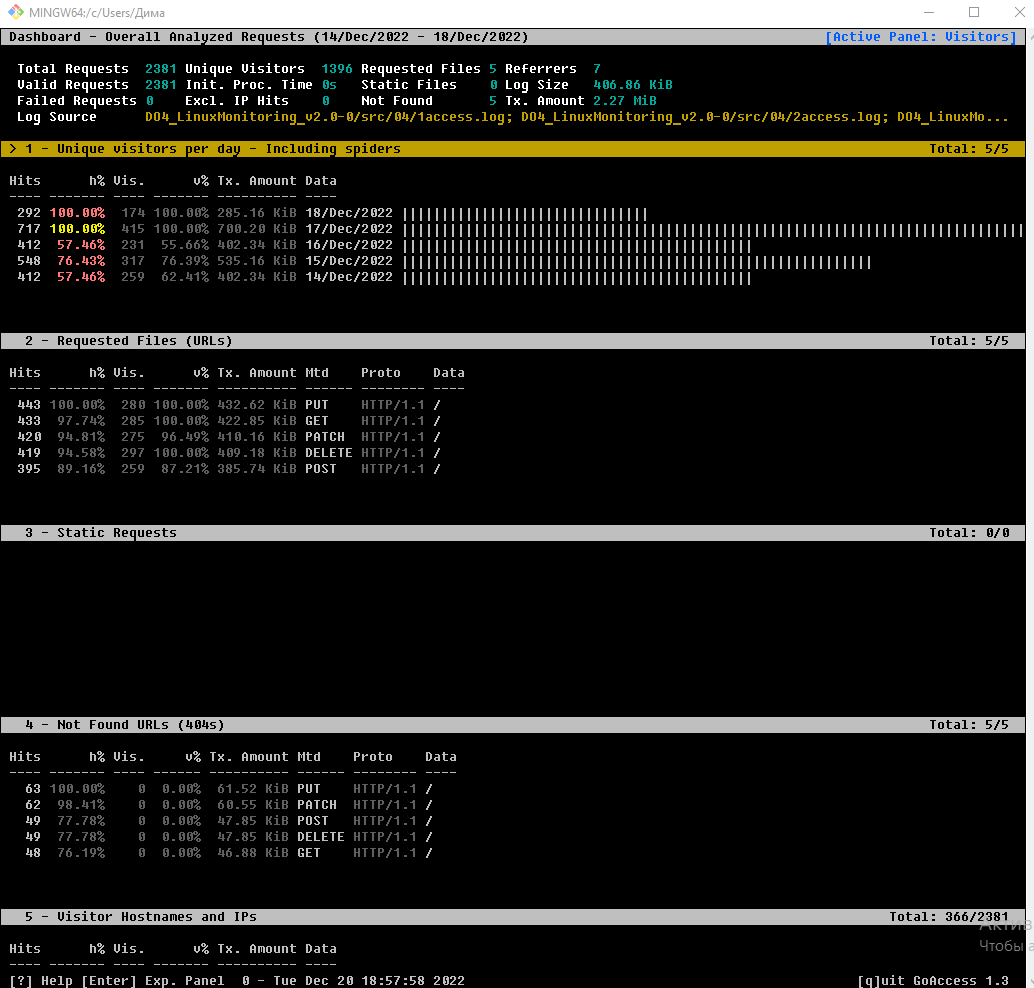 MINGW64:/c/Users/Дима
Dashboard - Overall Analyzed Requests (14/Dec/2022 - 18/Dec/2022) [Active Panel: Visitors]
Total Requests 2381 Unique Visitors 1396 Requested Files 5 Referrers 7
Valid Requests 2381 Init. Proc. Time 0s Static Files 0 Log Size 406.86 KiB
Failed Requests 0 Excl. IP Hits 0 Not Found 5 Tx. Amount 2.27 MiB
Log Source DO4_LinuxMonitoring_v2.0-0/src/04/1access.log; DO4_LinuxMonitoring_v2.0-0/src/04/2access.log; DO4_LinuxMo...
> 1 - Unique visitors per day - Including spiders Total: 5/5
Hits h% Vis. v% Tx. Amount Data
292 100.00% 174 100.00% 285.16 KiB 18/Dec/2022
717 100.00% 415 100.00% 700.20 KiB 17/Dec/2022
412 57.46% 231 55.66% 402.34 KiB 16/Dec/2022
548 76.43% 317 76.39% 535.16 KiB 15/Dec/2022
412 57.46% 259 62.41% 402.34 KiB 14/Dec/2022
2 - Requested Files (URLs) Total: 5/5
Hits h% Vis. v% Tx. Amount Mtd Proto Data
443 100.00% 280 100.00% 432.62 KiB PUT HTTP/1.1 /
433 97.74% 285 100.00% 422.85 KiB GET HTTP/1.1 /
420 94.81% 275 96.49% 410.16 KiB PATCH HTTP/1.1 /
419 94.58% 297 100.00% 409.18 KiB DELETE HTTP/1.1 /
395 89.16% 259 87.21% 385.74 KiB POST HTTP/1.1 /
3 - Static Requests Total: 0/0
4 - Not Found URLs (404s) Total: 5/5
Hits h% Vis. v% Tx. Amount Mtd Proto Data
63 100.00% 0 0.00% 61.52 KiB PUT HTTP/1.1 /
62 98.41% 0 0.00% 60.55 KiB PATCH HTTP/1.1 /
49 77.78% 0 0.00% 47.85 KiB POST HTTP/1.1 /
49 77.78% 0 0.00% 47.85 KiB DELETE HTTP/1.1 /
48 76.19% 0 0.00% 46.88 KiB GET HTTP/1.1 /
5 - Visitor Hostnames and IPs Total: 366/2381
Актив
Чтобы а
Hits h% Vis. v% Tx. Amount Data
[?] Help [Enter] Exp. Panel 0 - Tue Dec 20 18:57:58 2022 [q]uit GoAccess 1.3